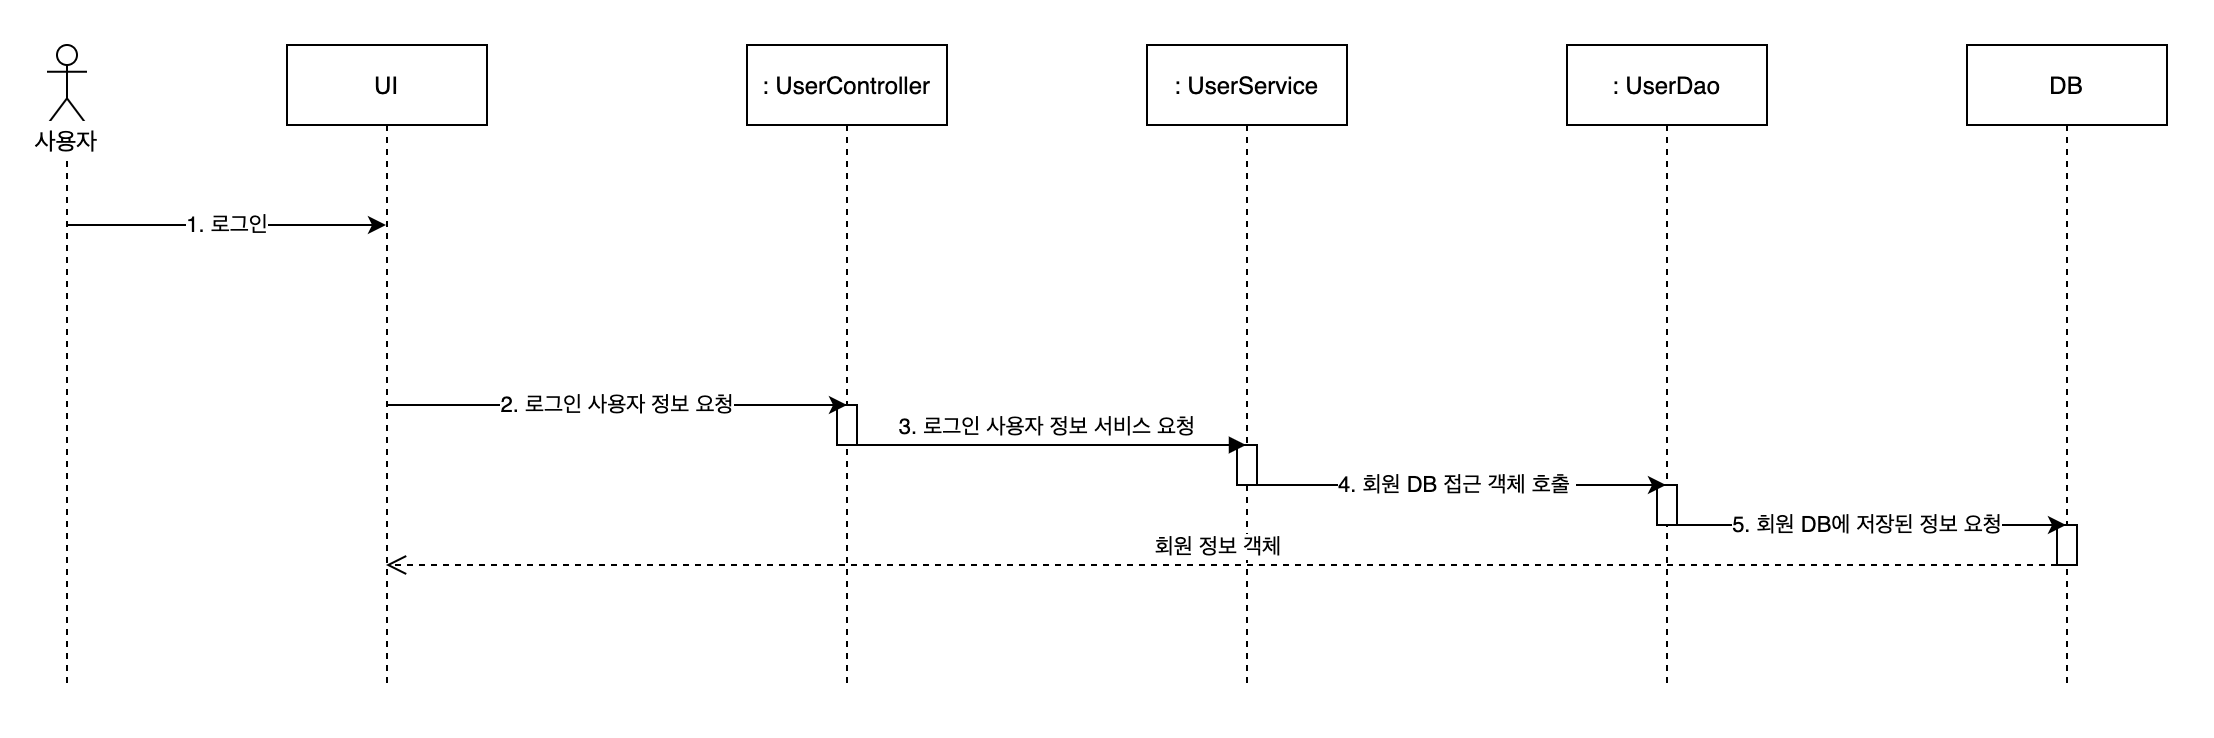 사용자
UI
: UserController
: UserService
: UserDao
DB
1. 로그인
2. 로그인 사용자 정보 요청
3. 로그인 사용자 정보 서비스 요청
4. 회원 DB 접근 객체 호출
5. 회원 DB에 저장된 정보 요청
회원 정보 객체